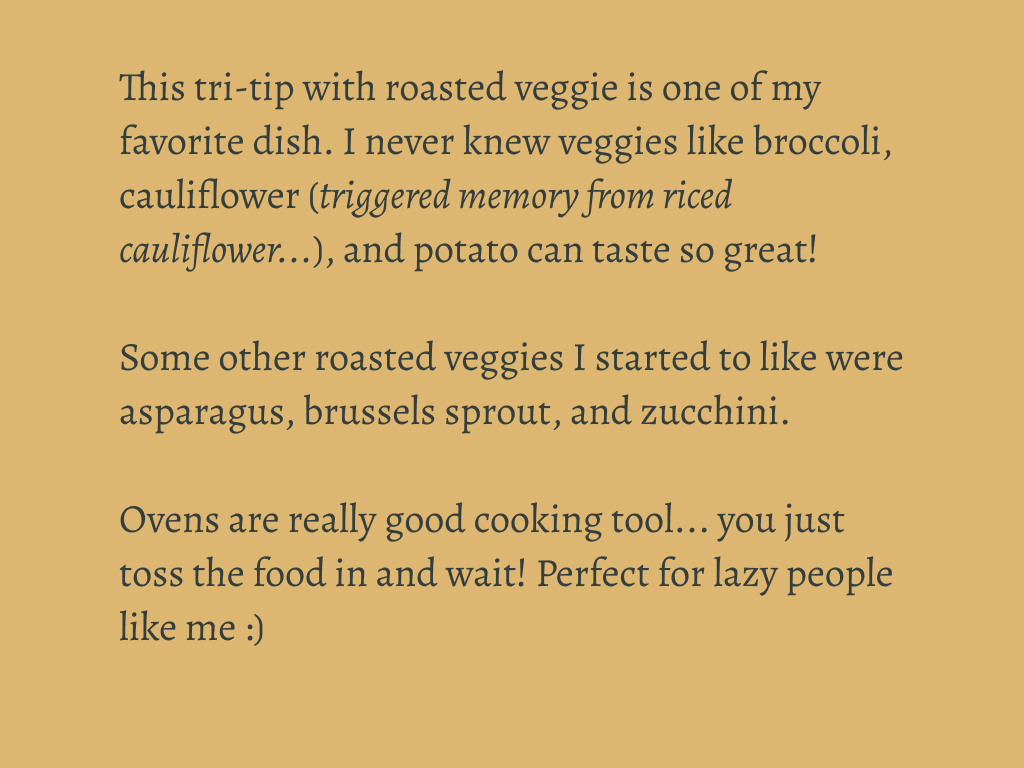 This tri-tip with roasted veggie is one of my
favorite dish. I never knew veggies like broccoli,
cauliflower (triggered memory from riced
cauliflower...), and potato can taste so great!
Some other roasted veggies I started to like were
asparagus, brussels sprout, and zucchini.
Ovens are really good cooking tool... you just
toss the food in and wait! Perfect for lazy people
like me :)